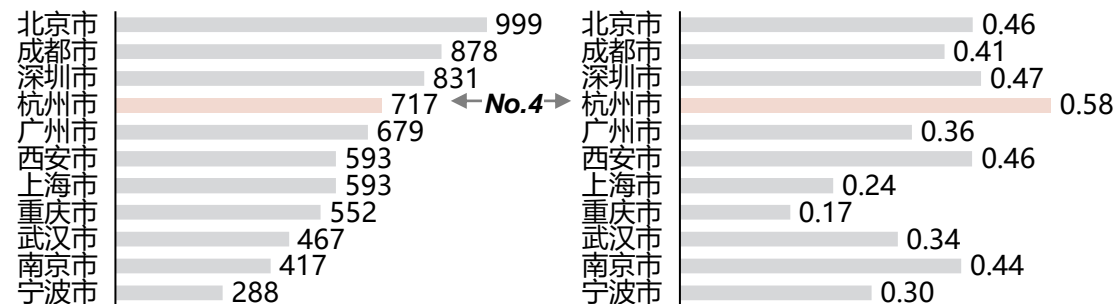 北京市 999 北京市 0.46
成都市 878 成都市 0.41
深圳市 831 深圳市 0.47
杭州市 717 No.4 杭州市 0.58
广州市 679 广州市 0.36
西安市 593 西安市 0.46
上海市 593 上海市 0.24
重庆市 552 重庆市 0.17
武汉市 467 武汉市 0.34
南京市 417 南京市 0.44
宁波市 288 宁波市 0.30